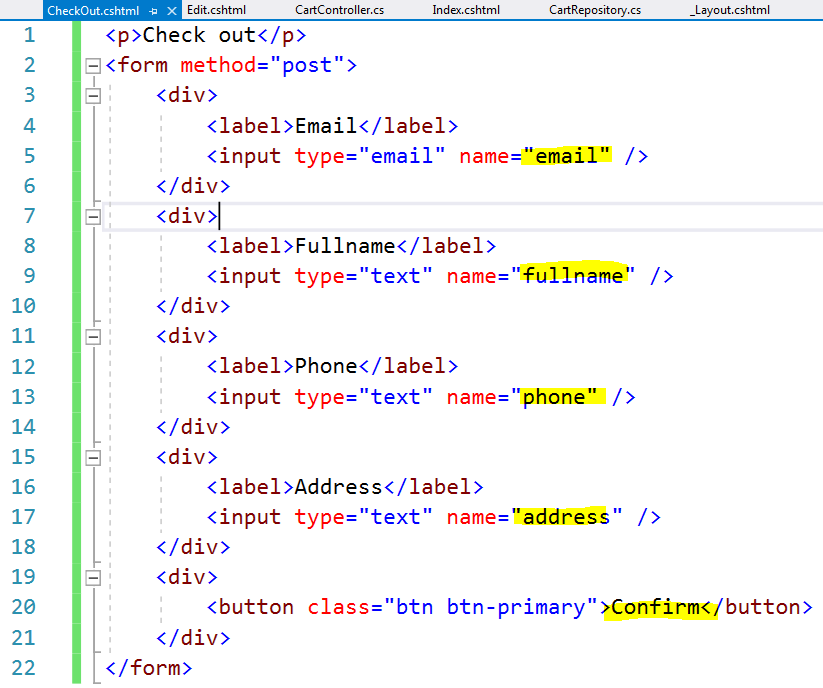 CheckOut.cshtml Edit.cshtml CartController.cs Index.cshtml CartRepository.cs _Layout.cshtml
1 <p>Check out</p>
2 <form method="post">
3 <div>
4 <label>Email</label>
5 <input type="email" name="email" />
6 </div>
7 <div>
8 <label>Fullname</label>
9 <input type="text" name="fullname" />
10 </div>
11 <div>
12 <label>Phone</label>
13 <input type="text" name="phone" />
14 </div>
15 <div>
16 <label>Address</label>
17 <input type="text" name="address" />
18 </div>
19 <div>
20 <button class="btn btn-primary">Confirm</button>
21 </div>
22 </form>